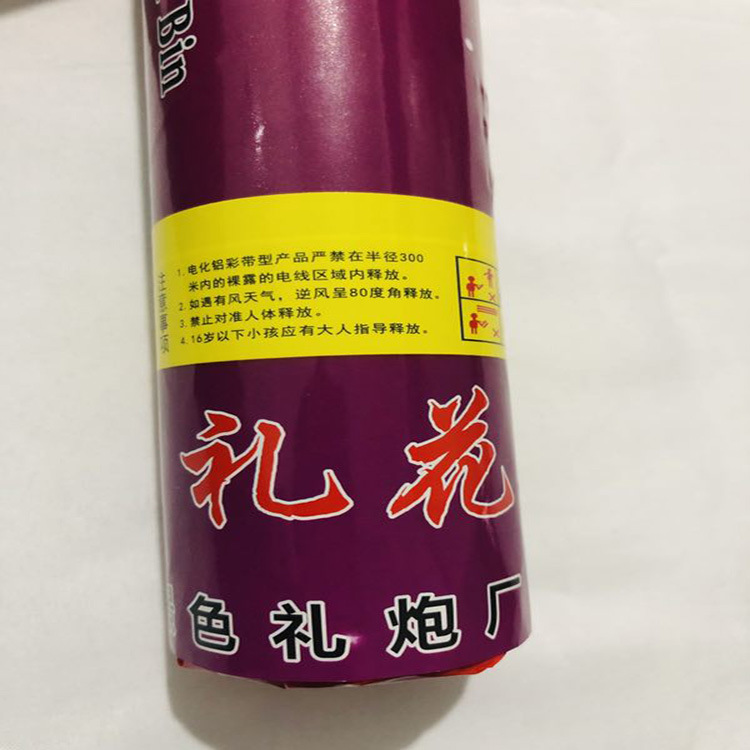 Bin
注意事项
1.电化铝彩带型产品严禁在半径300
米内的裸露的电线区域内释放。
2.如遇有风天气，逆风呈80度角释放。
3.禁止对准人体释放。
4.16岁以下小孩应有大人指导释放。
礼花
色礼炮厂